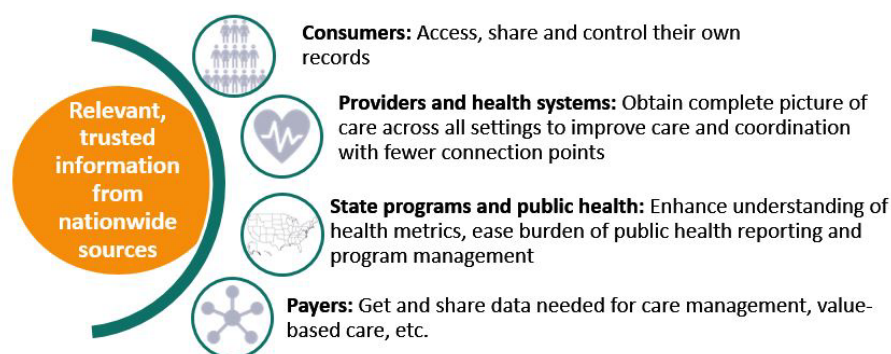 Relevant,
trusted
information
from
nationwide
sources
Consumers: Access, share and control their own
records
Providers and health systems: Obtain complete picture of
care across all settings to improve care and coordination
with fewer connection points
State programs and public health: Enhance understanding of
health metrics, ease burden of public health reporting and
program management
Payers: Get and share data needed for care management, value-
based care, etc.